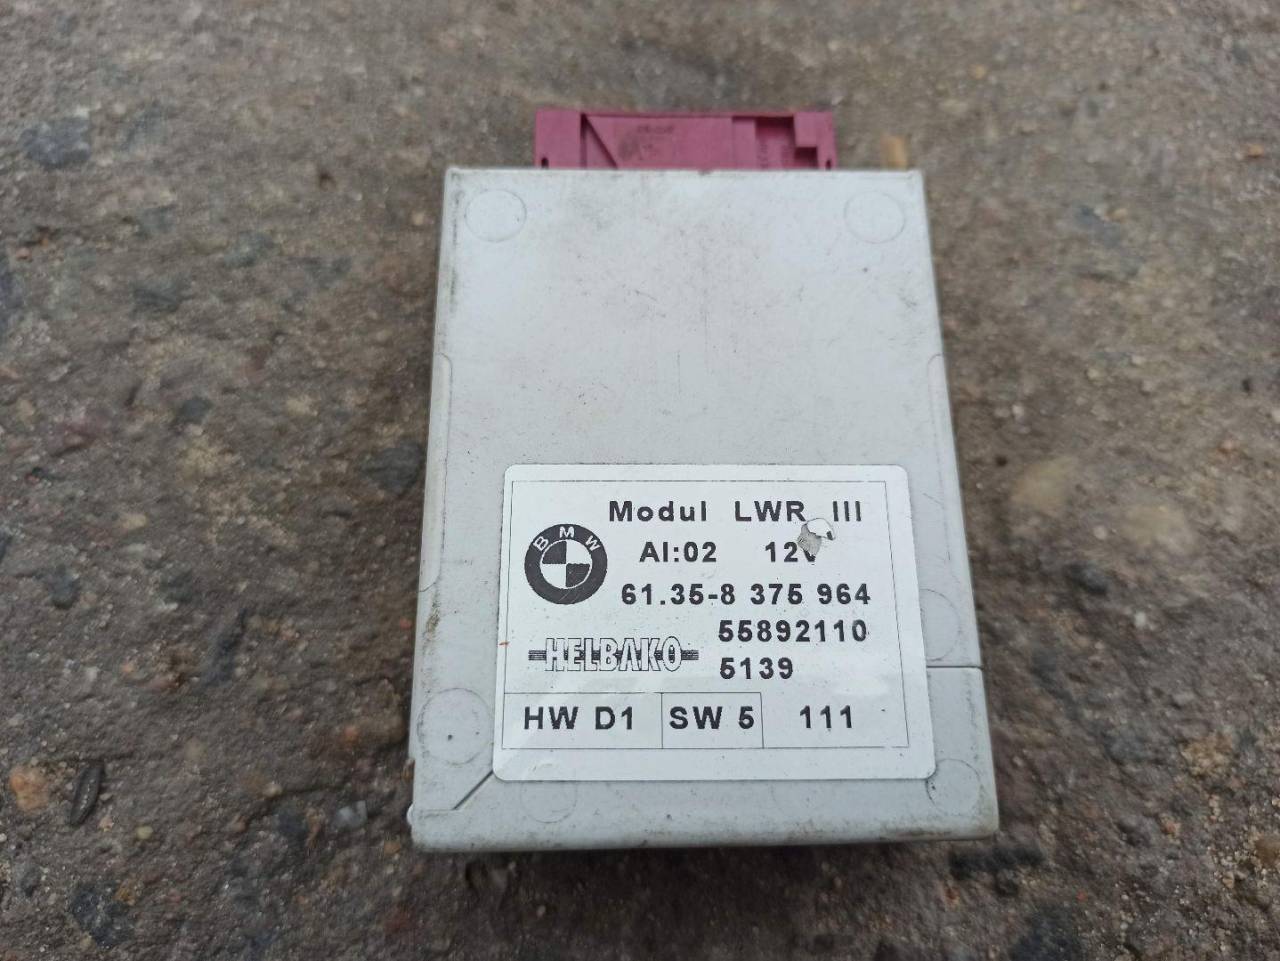 Modul LWR III
BMW
AI:02 12V
61.35-8 375 964
55892110
HELBAKO
5139
HW D1 SW 5 111